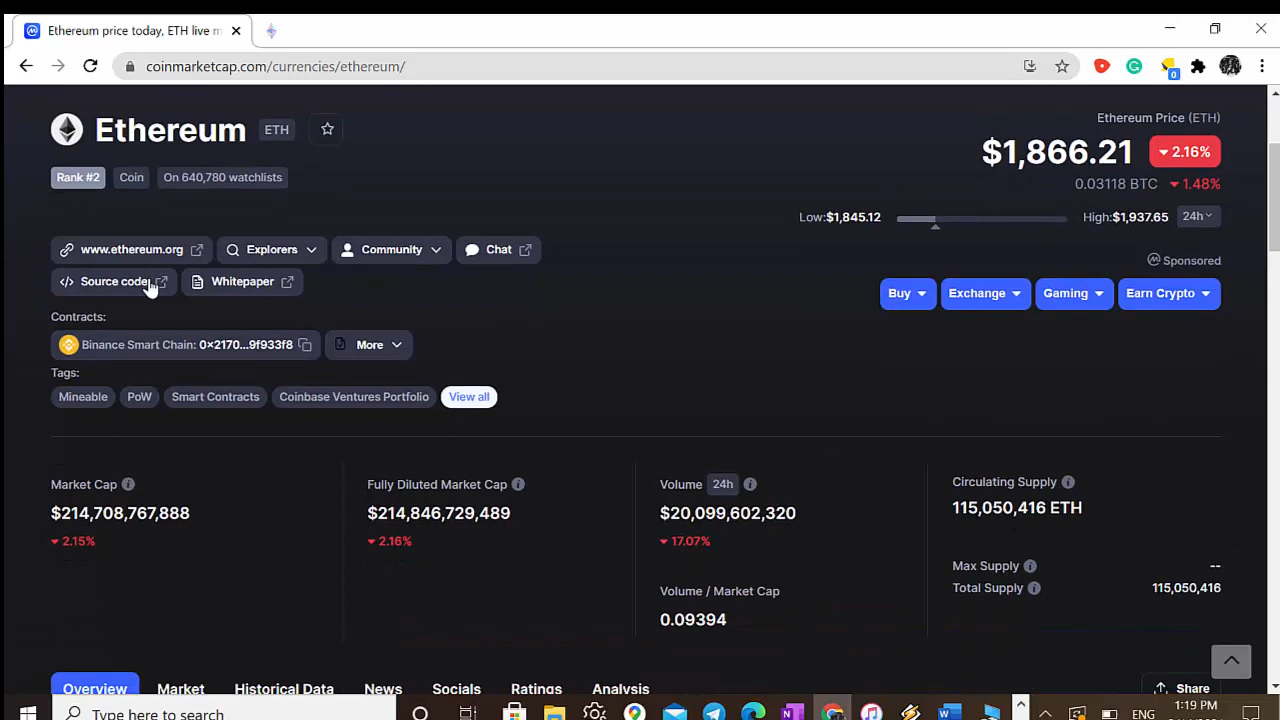 Ethereum price today, ETH live m
coinmarketcap.com/currencies/ethereum/
0
Ethereum ETH
Rank #2 Coin On 640,780 watchlists
Ethereum Price (ETH)
$1,866.21 2.16%
0.03118 BTC 1.48%
Low:$1,845.12 High:$1,937.65 24h
www.ethereum.org Explorers Community Chat
Source code Whitepaper
Sponsored
Buy Exchange Gaming Earn Crypto
Contracts:
Binance Smart Chain: 0x2170...9f933f8 More
Tags:
Mineable PoW Smart Contracts Coinbase Ventures Portfolio View all
Market Cap
$214,708,767,888
2.15%
Fully Diluted Market Cap
$214,846,729,489
2.16%
Volume 24h
$20,099,602,320
17.07%
Volume / Market Cap
0.09394
Circulating Supply
115,050,416 ETH
Max Supply --
Total Supply 115,050,416
Overview Market Historical Data News Socials Ratings Analysis Share
Type here to search
ENG
1:19 PM